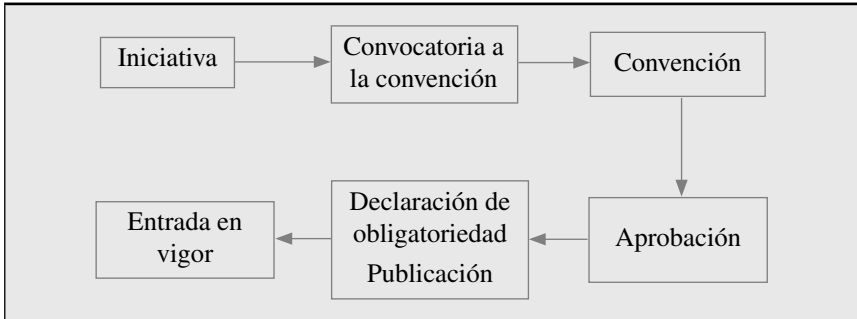 Iniciativa
Convocatoria a
la convención
Convención
Aprobación
Declaración de
obligatoriedad
Publicación
Entrada en
vigor